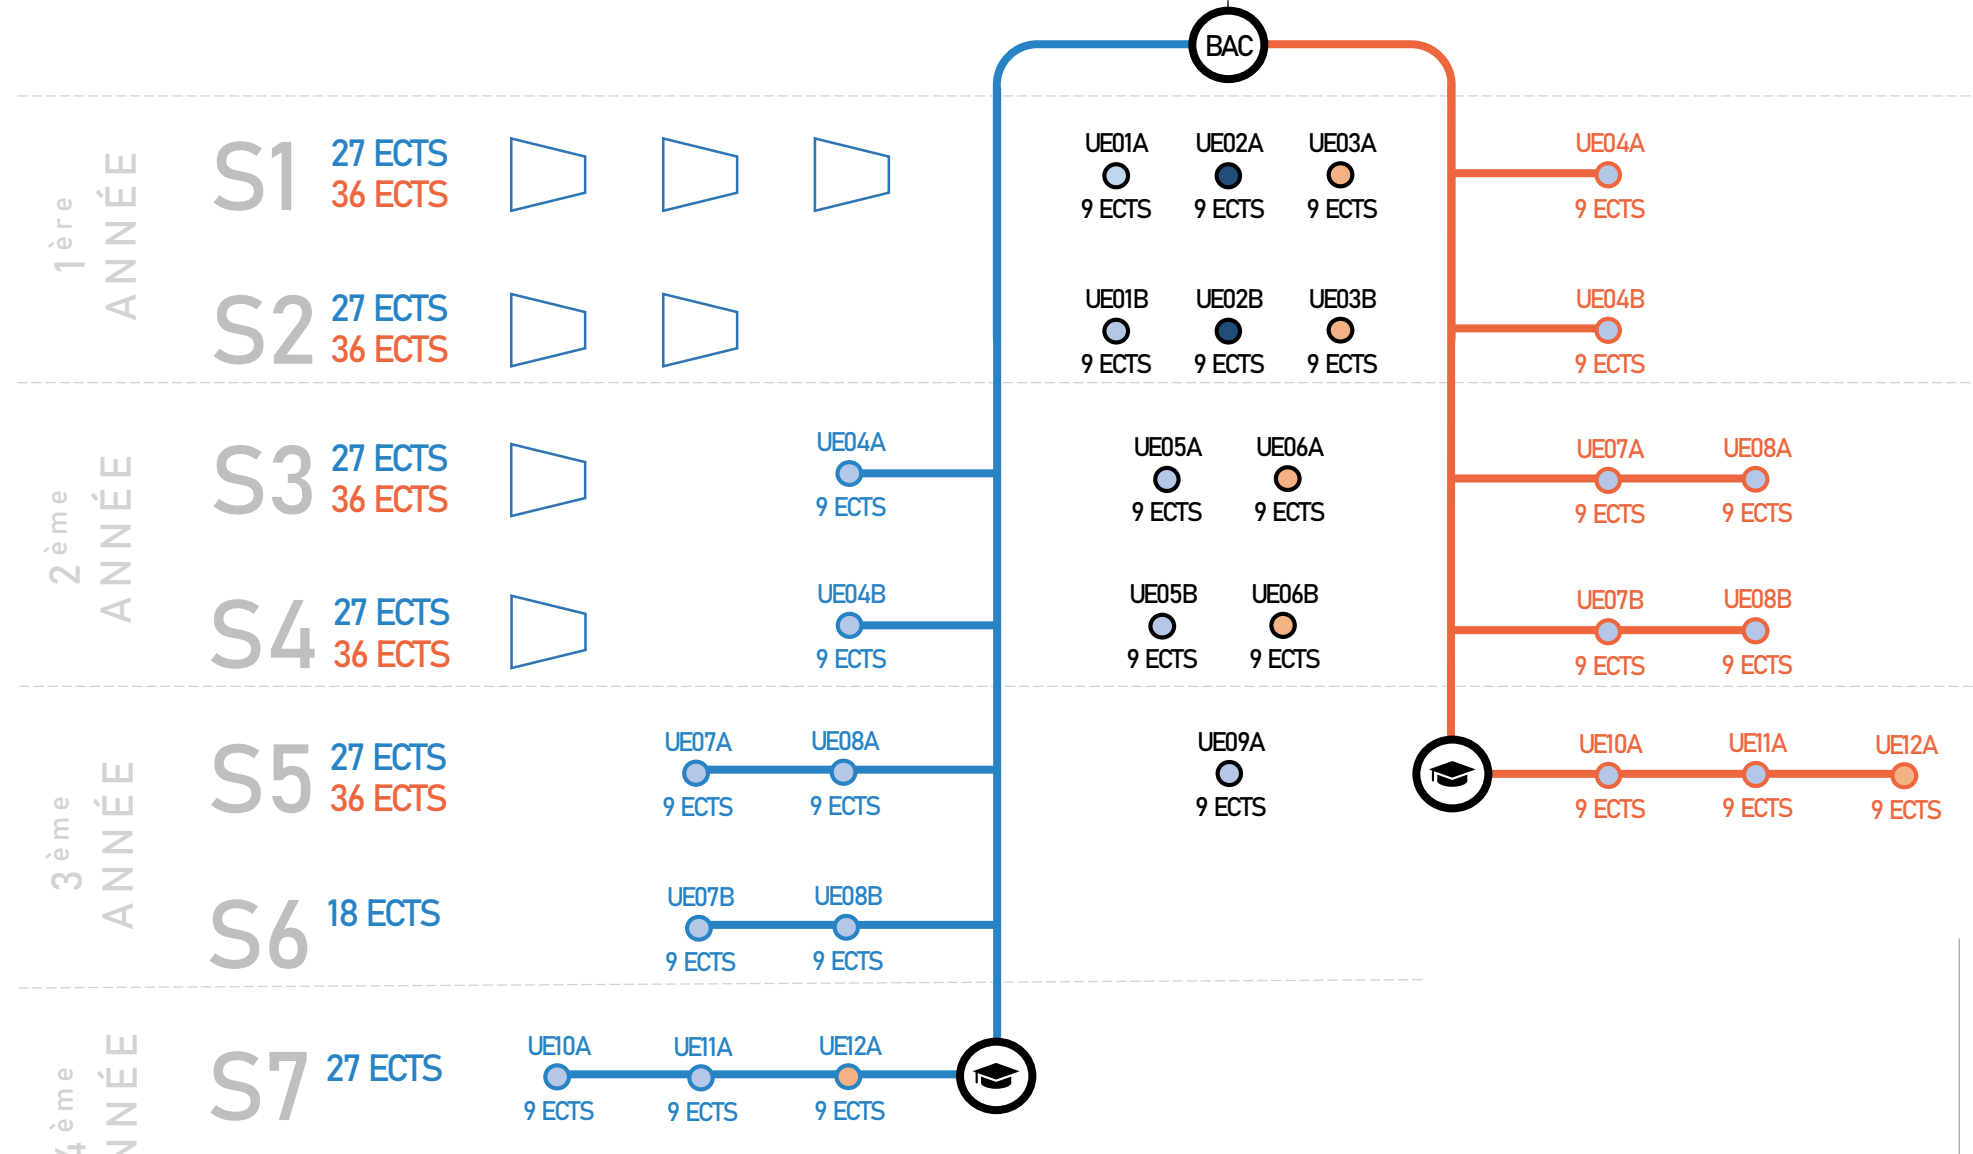 BAC
1ère
ANNÉE
S1
27 ECTS
36 ECTS
UE01A UE02A UE03A UE04A
9 ECTS 9 ECTS 9 ECTS 9 ECTS
S2
27 ECTS
36 ECTS
UE01B UE02B UE03B UE04B
9 ECTS 9 ECTS 9 ECTS 9 ECTS
2ème
ANNÉE
S3
27 ECTS
36 ECTS
UE04A UE05A UE06A UE07A UE08A
9 ECTS 9 ECTS 9 ECTS 9 ECTS 9 ECTS
S4
27 ECTS
36 ECTS
UE04B UE05B UE06B UE07B UE08B
9 ECTS 9 ECTS 9 ECTS 9 ECTS 9 ECTS
3ème
ANNÉE
S5
27 ECTS
36 ECTS
UE07A UE08A UE09A UE10A UE11A UE12A
9 ECTS 9 ECTS 9 ECTS 9 ECTS 9 ECTS 9 ECTS
S6
18 ECTS
UE07B UE08B
9 ECTS 9 ECTS
4ème
NNÉE
S7
27 ECTS
UE10A UE11A UE12A
9 ECTS 9 ECTS 9 ECTS